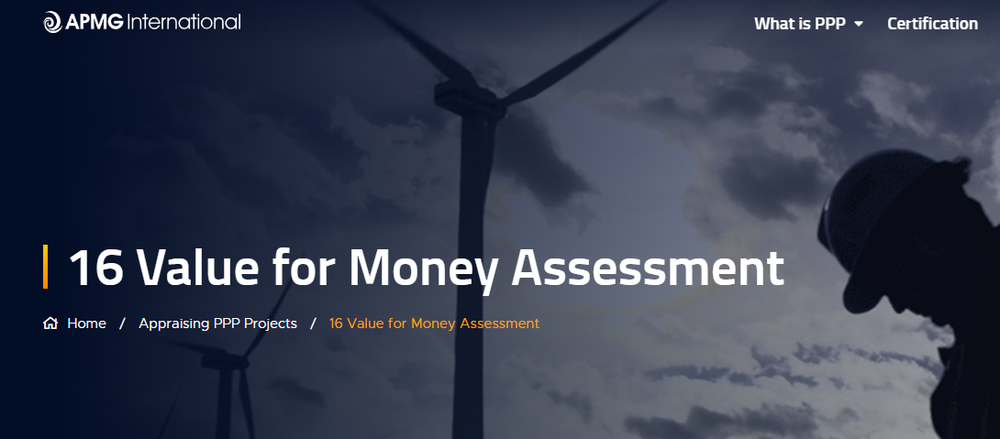 APMG International
What is PPP
Certification
16 Value for Money Assessment
Home / Appraising PPP Projects / 16 Value for Money Assessment